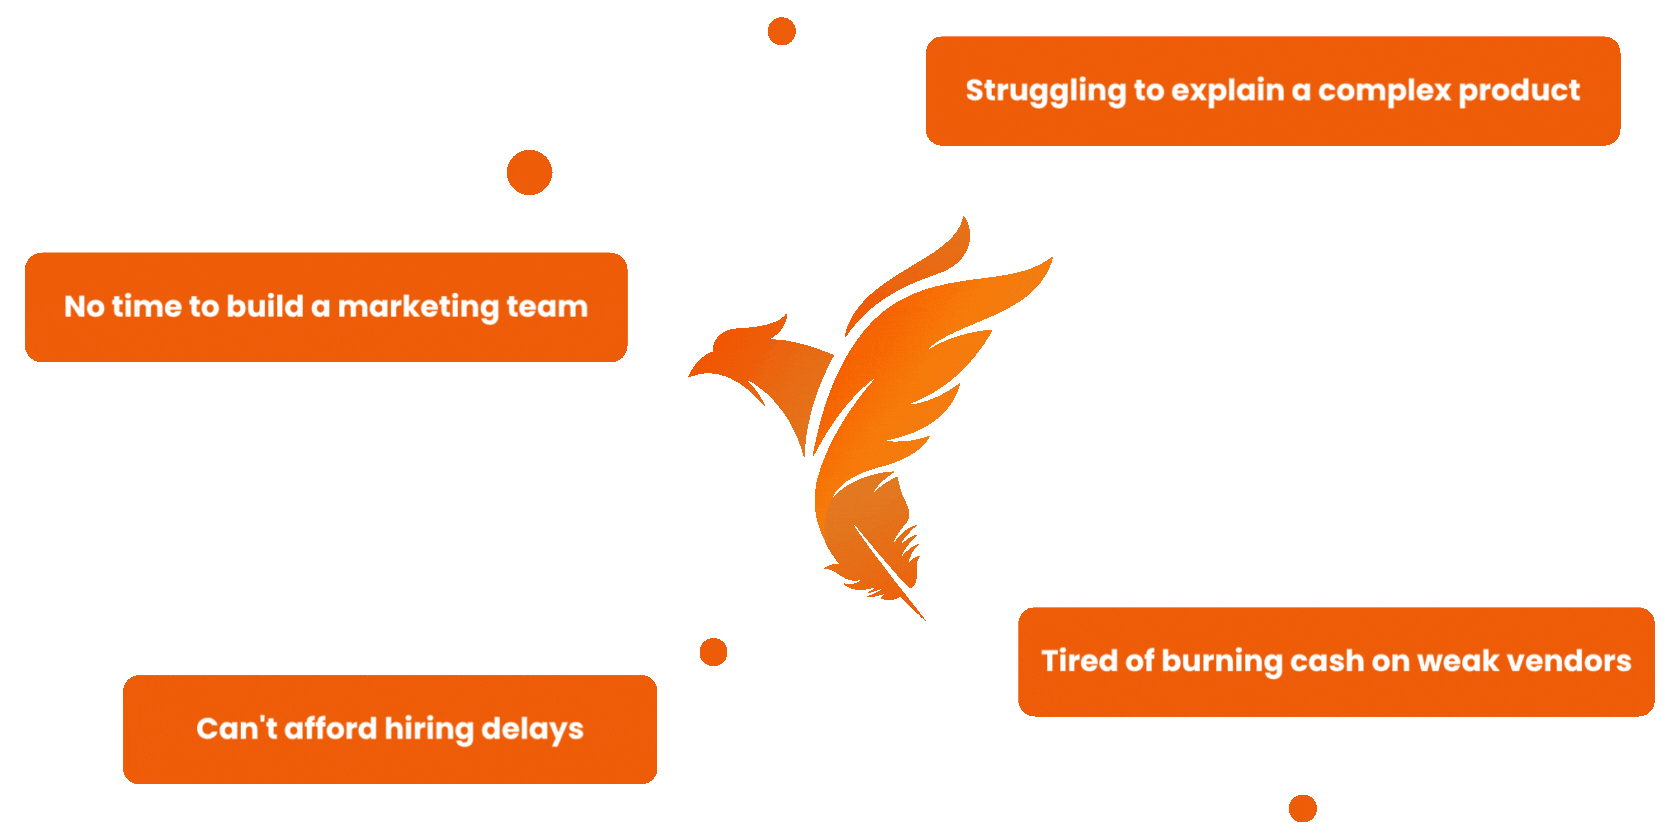 Struggling to explain a complex product
No time to build a marketing team
Tired of burning cash on weak vendors
Can't afford hiring delays